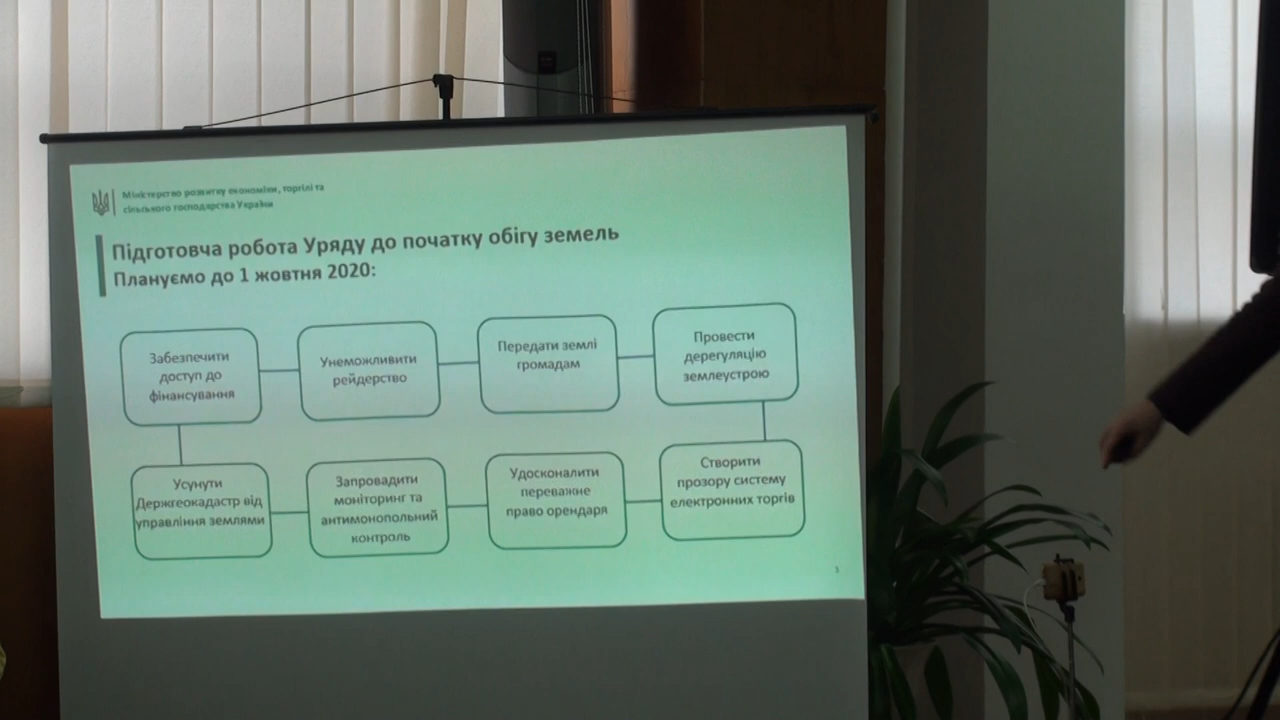 Міністерство розвитку економіки, торгілі та
сільського господарства України
Підготовча робота Уряду до початку обігу земель
Плануємо до 1 жовтня 2020:
Забезпечити
доступ до
фінансування
Унеможливити
рейдерство
Передати землі
громадам
Провести
дерегуляцію
землеустрою
Усунути
Держгеокадастр від
управління землями
Запровадити
моніторинг та
антимонопольний
контроль
Удосконалити
переважне
право орендаря
Створити
прозору систему
електронних торгів
3